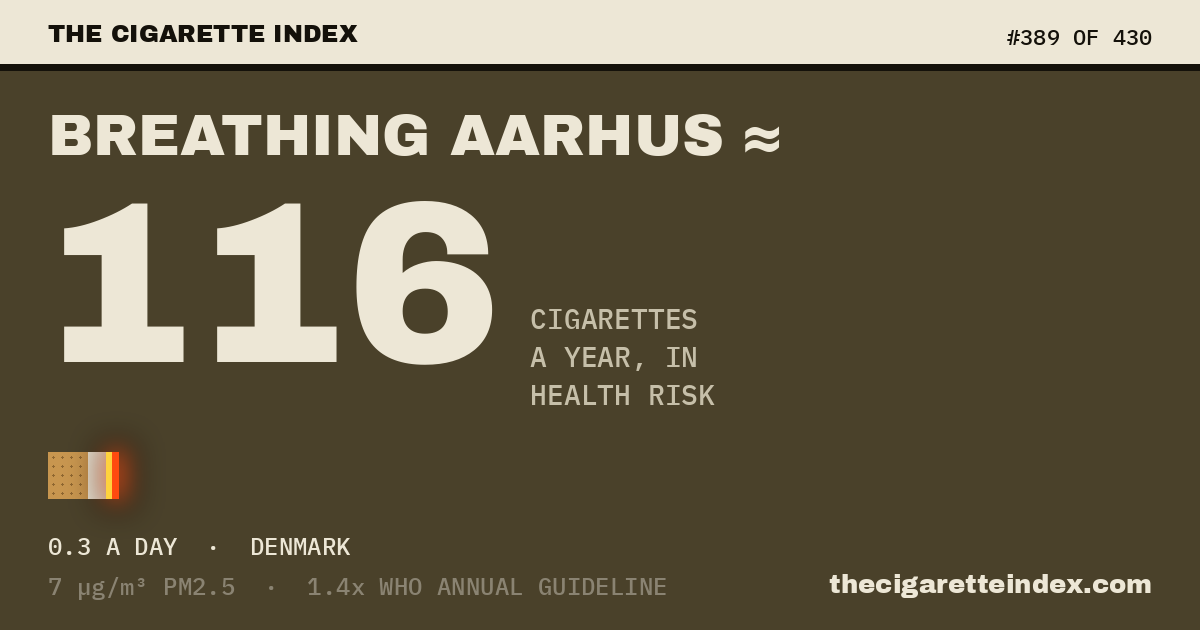 THE CIGARETTE INDEX
#389 OF 430
BREATHING AARHUS ≈
116
CIGARETTES
A YEAR, IN
HEALTH RISK
0.3 A DAY · DENMARK
7 µg/m³ PM2.5 · 1.4x WHO ANNUAL GUIDELINE
thecigaretteindex.com